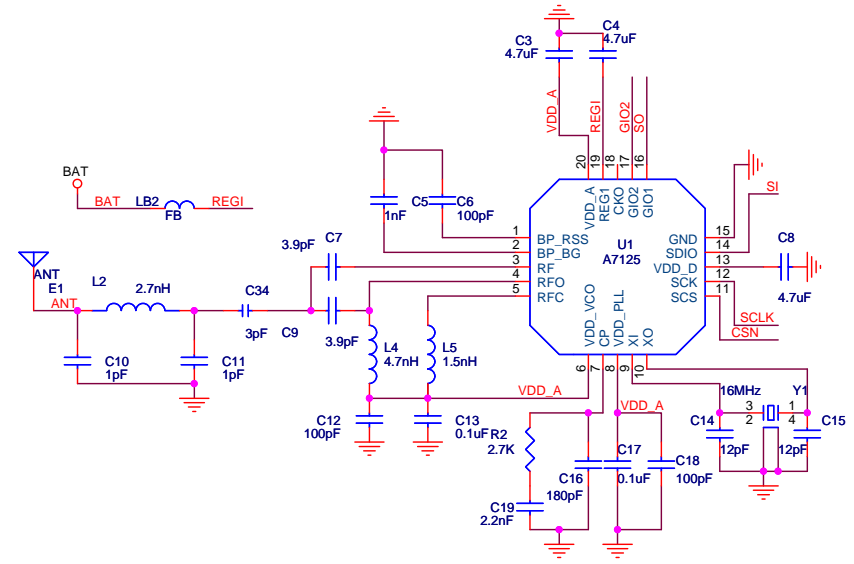 C3
4.7uF
C4
4.7uF
VDD_A
REGI
GIO2
SO
20
19
18
17
16
VDD_A
REG1
CKO
GIO2
GIO1
BAT
BAT
LB2
FB
REGI
C5
1nF
C6
100pF
U1
A7125
1
BP_RSS
2
BP_BG
3
RF
4
RFO
5
RFC
GND
15
SDIO
14
VDD_D
13
SCK
12
SCS
11
SI
C8
4.7uF
SCLK
CSN
VDD_VCO
CP
VDD_PLL
XI
XO
6
7
8
9
10
C7
3.9pF
ANT
E1
ANT
L2
2.7nH
C34
3pF
C9
3.9pF
C10
1pF
C11
1pF
L4
4.7nH
L5
1.5nH
VDD_A
C12
100pF
C13
0.1uF
R2
2.7K
C19
2.2nF
C16
180pF
VDD_A
C17
0.1uF
C18
100pF
16MHz
Y1
3
2
1
4
C14
12pF
C15
12pF